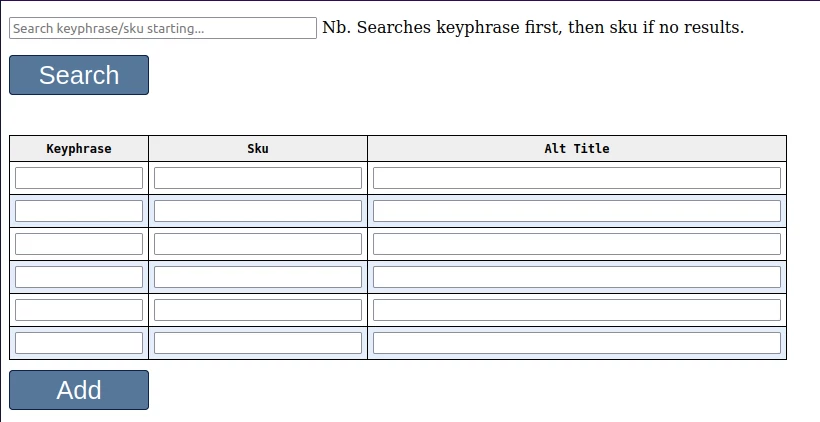 Search keyphrase/sku starting... Nb. Searches keyphrase first, then sku if no results.
Search
Keyphrase Sku Alt Title
Add